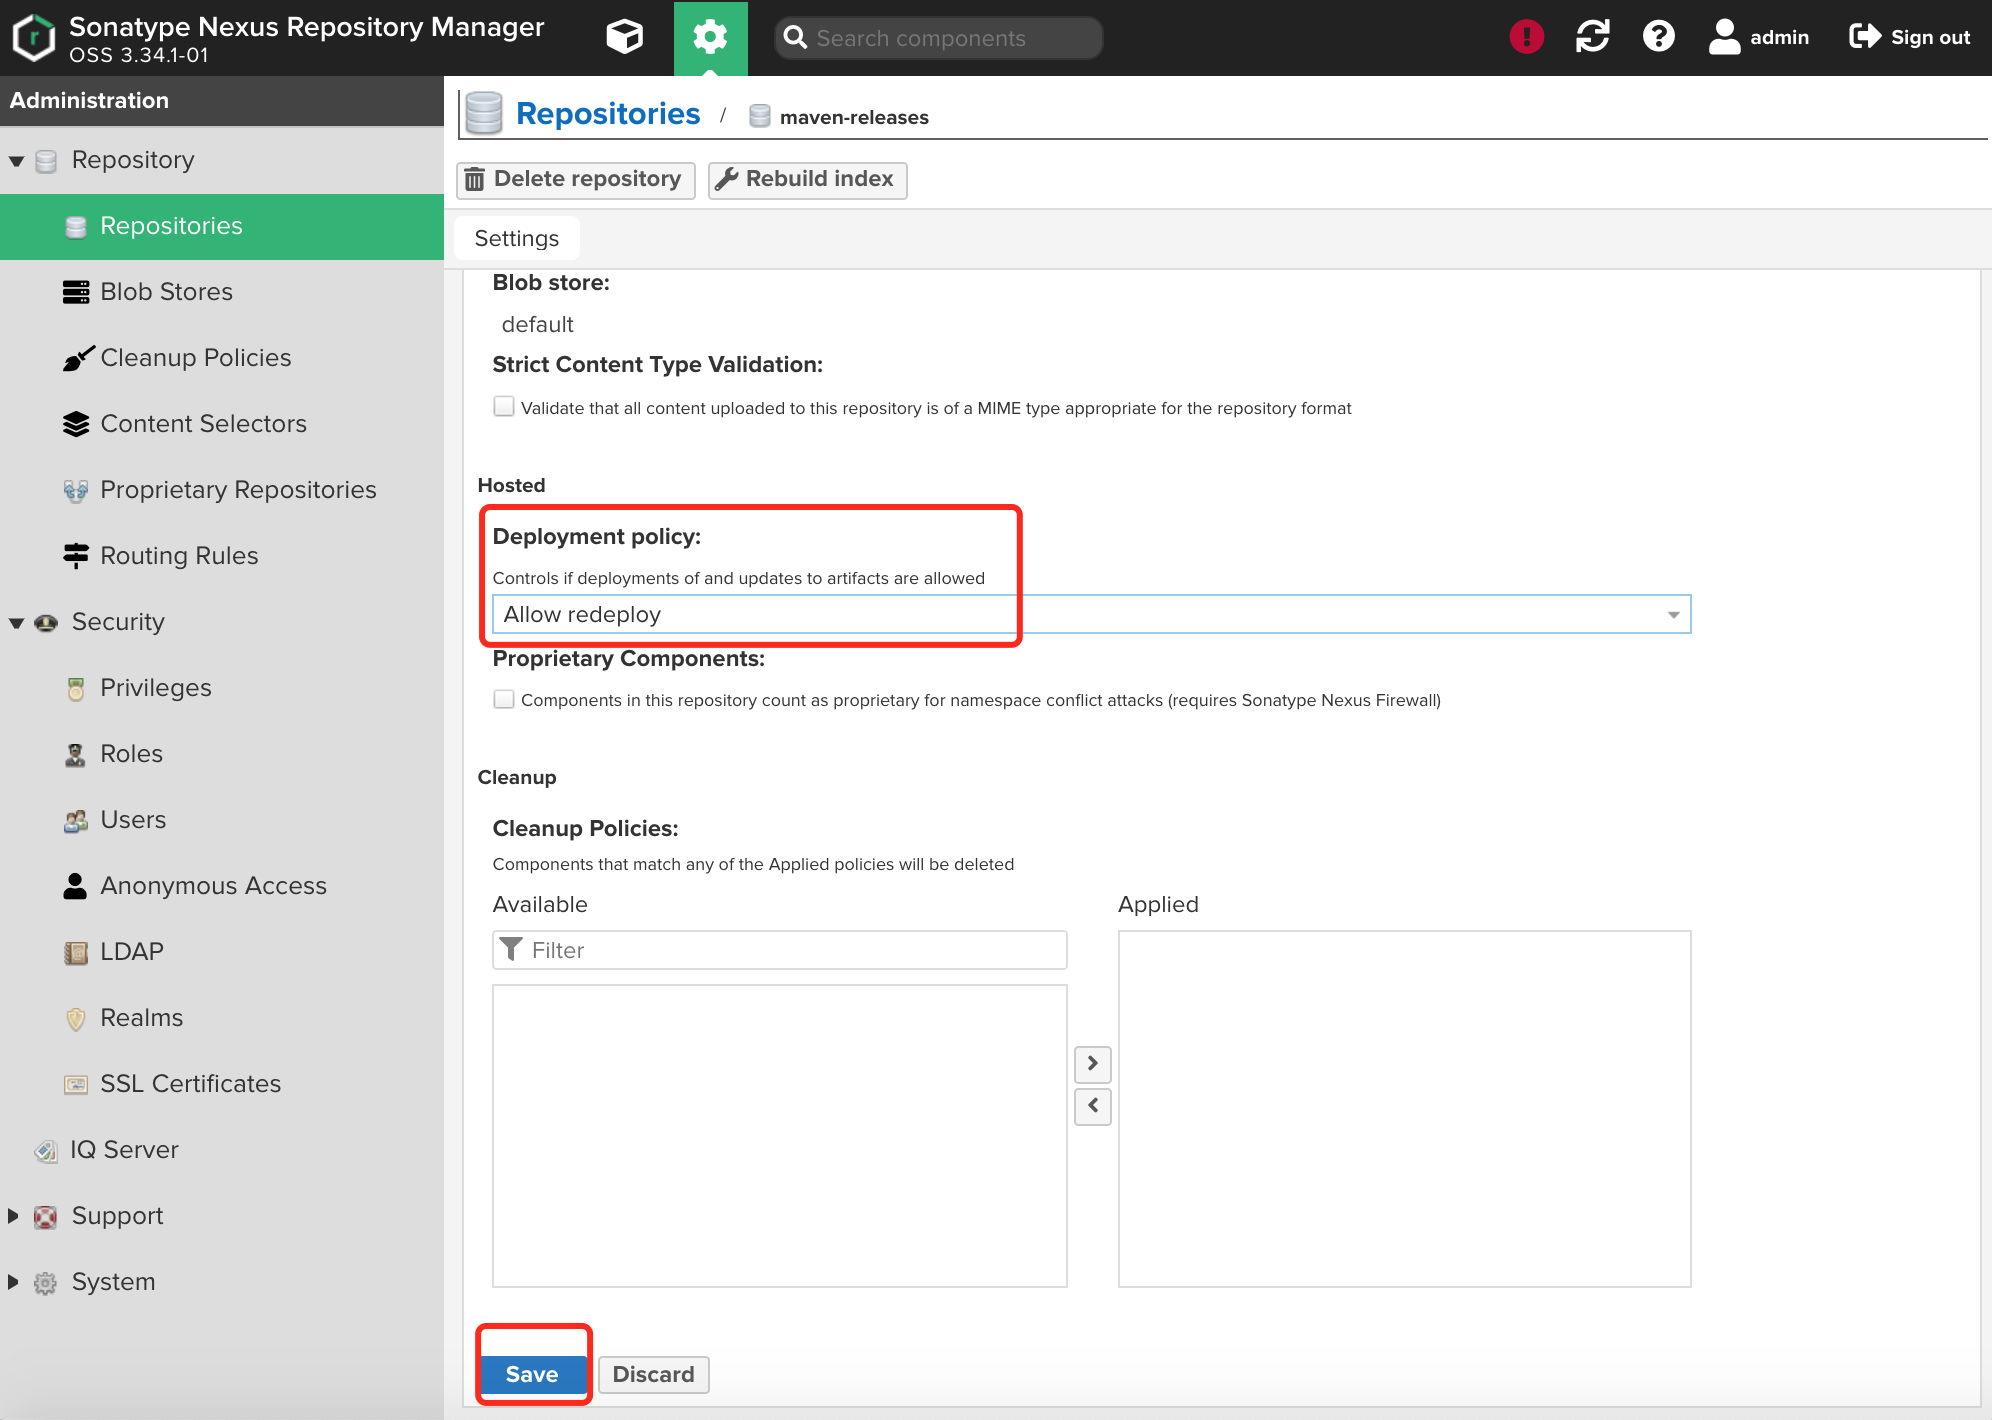 Sonatype Nexus Repository Manager
OSS 3.34.1-01
Search components
admin
Sign out
Administration
Repository
Repositories
Blob Stores
Cleanup Policies
Content Selectors
Proprietary Repositories
Routing Rules
Security
Privileges
Roles
Users
Anonymous Access
LDAP
Realms
SSL Certificates
IQ Server
Support
System
Repositories / maven-releases
Delete repository
Rebuild index
Settings
Blob store:
default
Strict Content Type Validation:
Validate that all content uploaded to this repository is of a MIME type appropriate for the repository format
Hosted
Deployment policy:
Controls if deployments of and updates to artifacts are allowed
Allow redeploy
Proprietary Components:
Components in this repository count as proprietary for namespace conflict attacks (requires Sonatype Nexus Firewall)
Cleanup
Cleanup Policies:
Components that match any of the Applied policies will be deleted
Available
Applied
Filter
Save
Discard